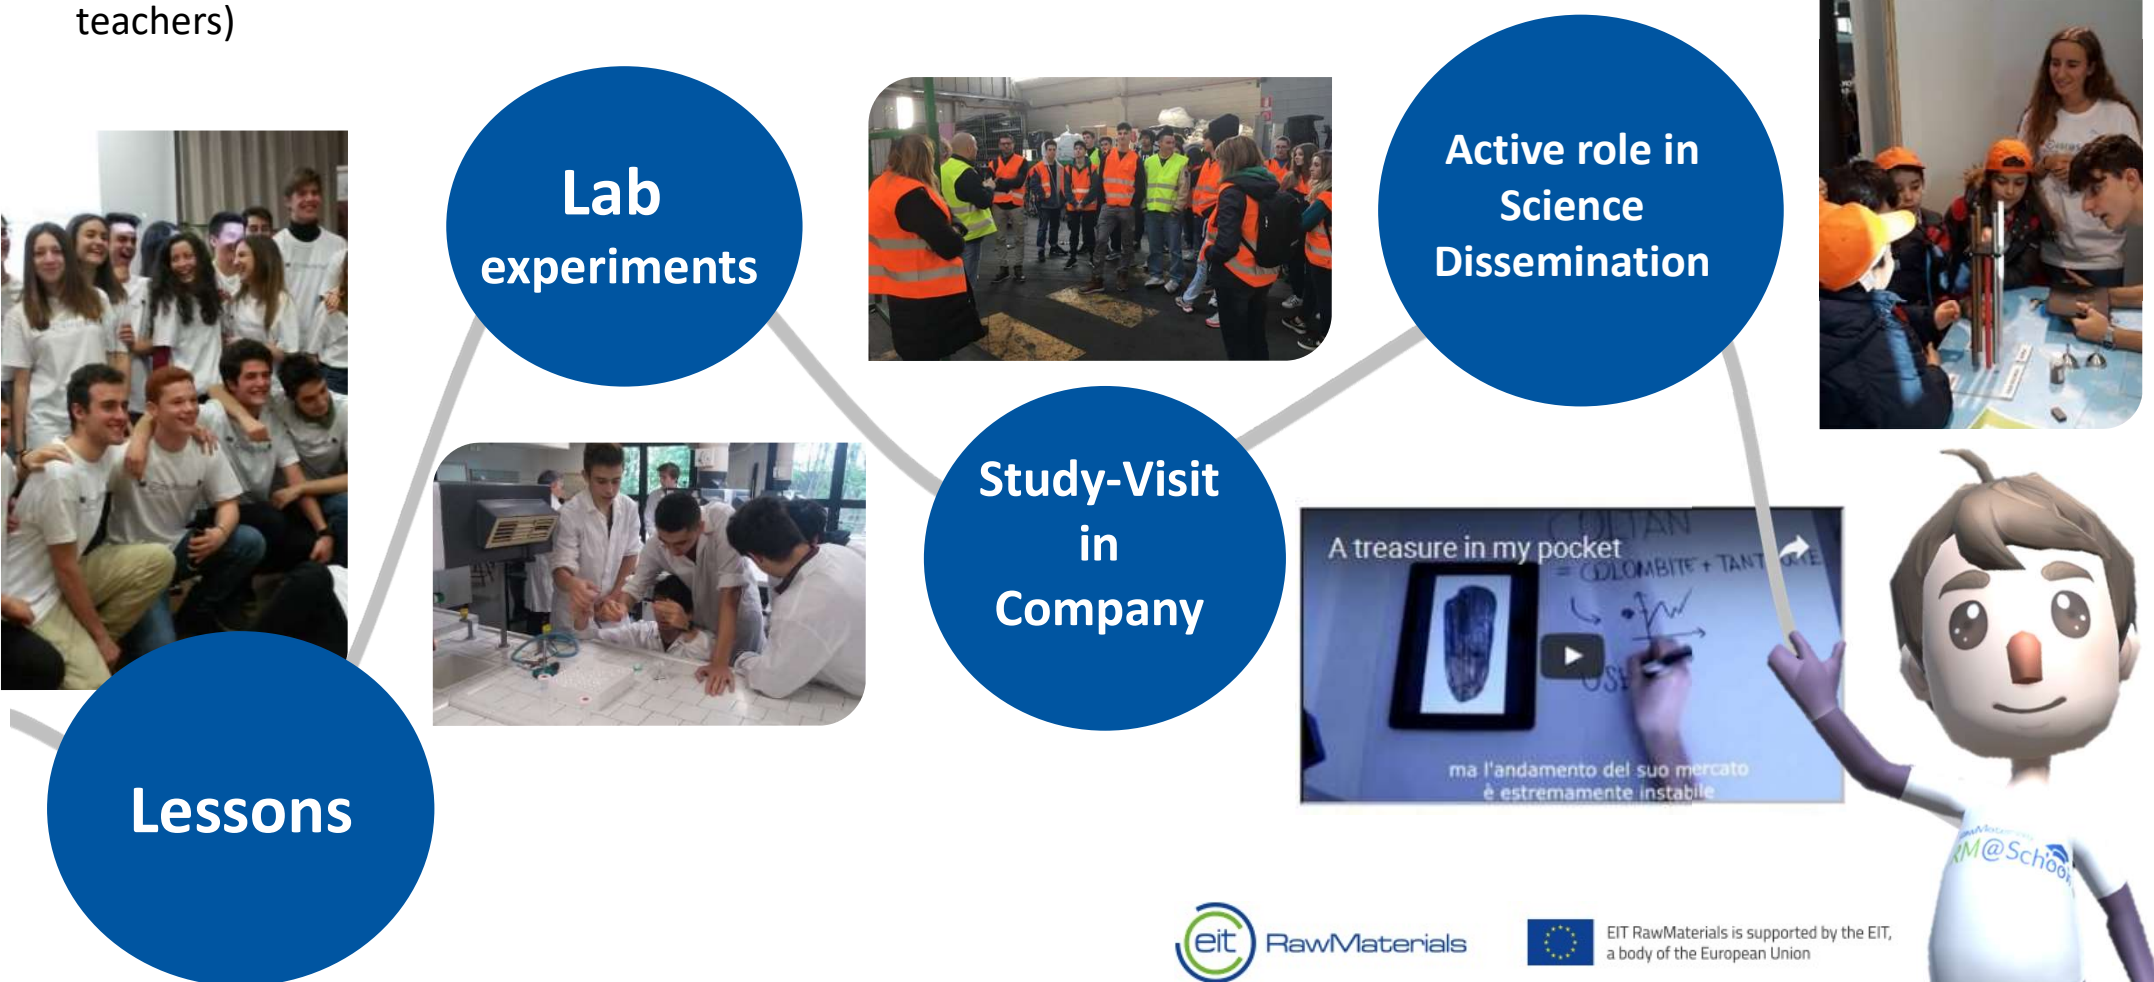 teachers)
Lab
experiments
Active role in
Science
Dissemination
Study-Visit
in
Company
A treasure in my pocket
COLTAN
= COLOMBITE +
ma l'andamento del suo mercato
è estremamente instabile
Lessons
RM@School
eit RawMaterials
EIT RawMaterials is supported by the EIT,
a body of the European Union